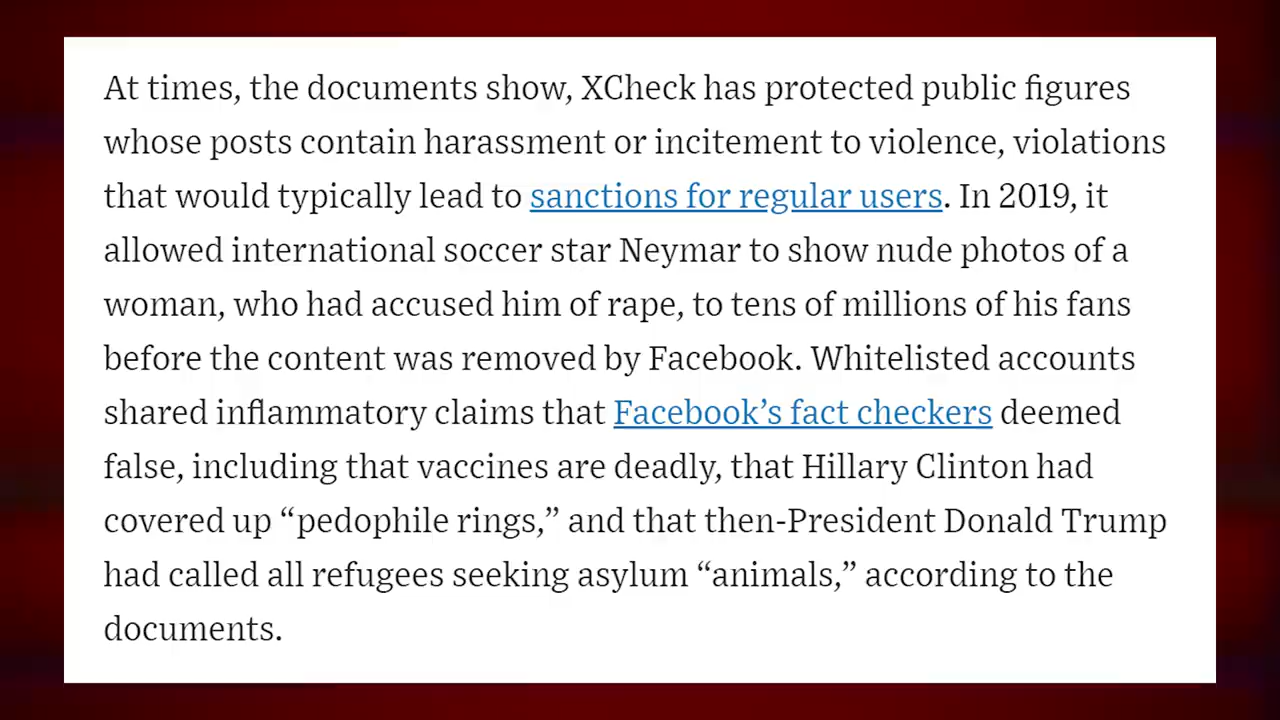 At times, the documents show, XCheck has protected public figures
whose posts contain harassment or incitement to violence, violations
that would typically lead to sanctions for regular users. In 2019, it
allowed international soccer star Neymar to show nude photos of a
woman, who had accused him of rape, to tens of millions of his fans
before the content was removed by Facebook. Whitelisted accounts
shared inflammatory claims that Facebook’s fact checkers deemed
false, including that vaccines are deadly, that Hillary Clinton had
covered up “pedophile rings,” and that then-President Donald Trump
had called all refugees seeking asylum “animals,” according to the
documents.